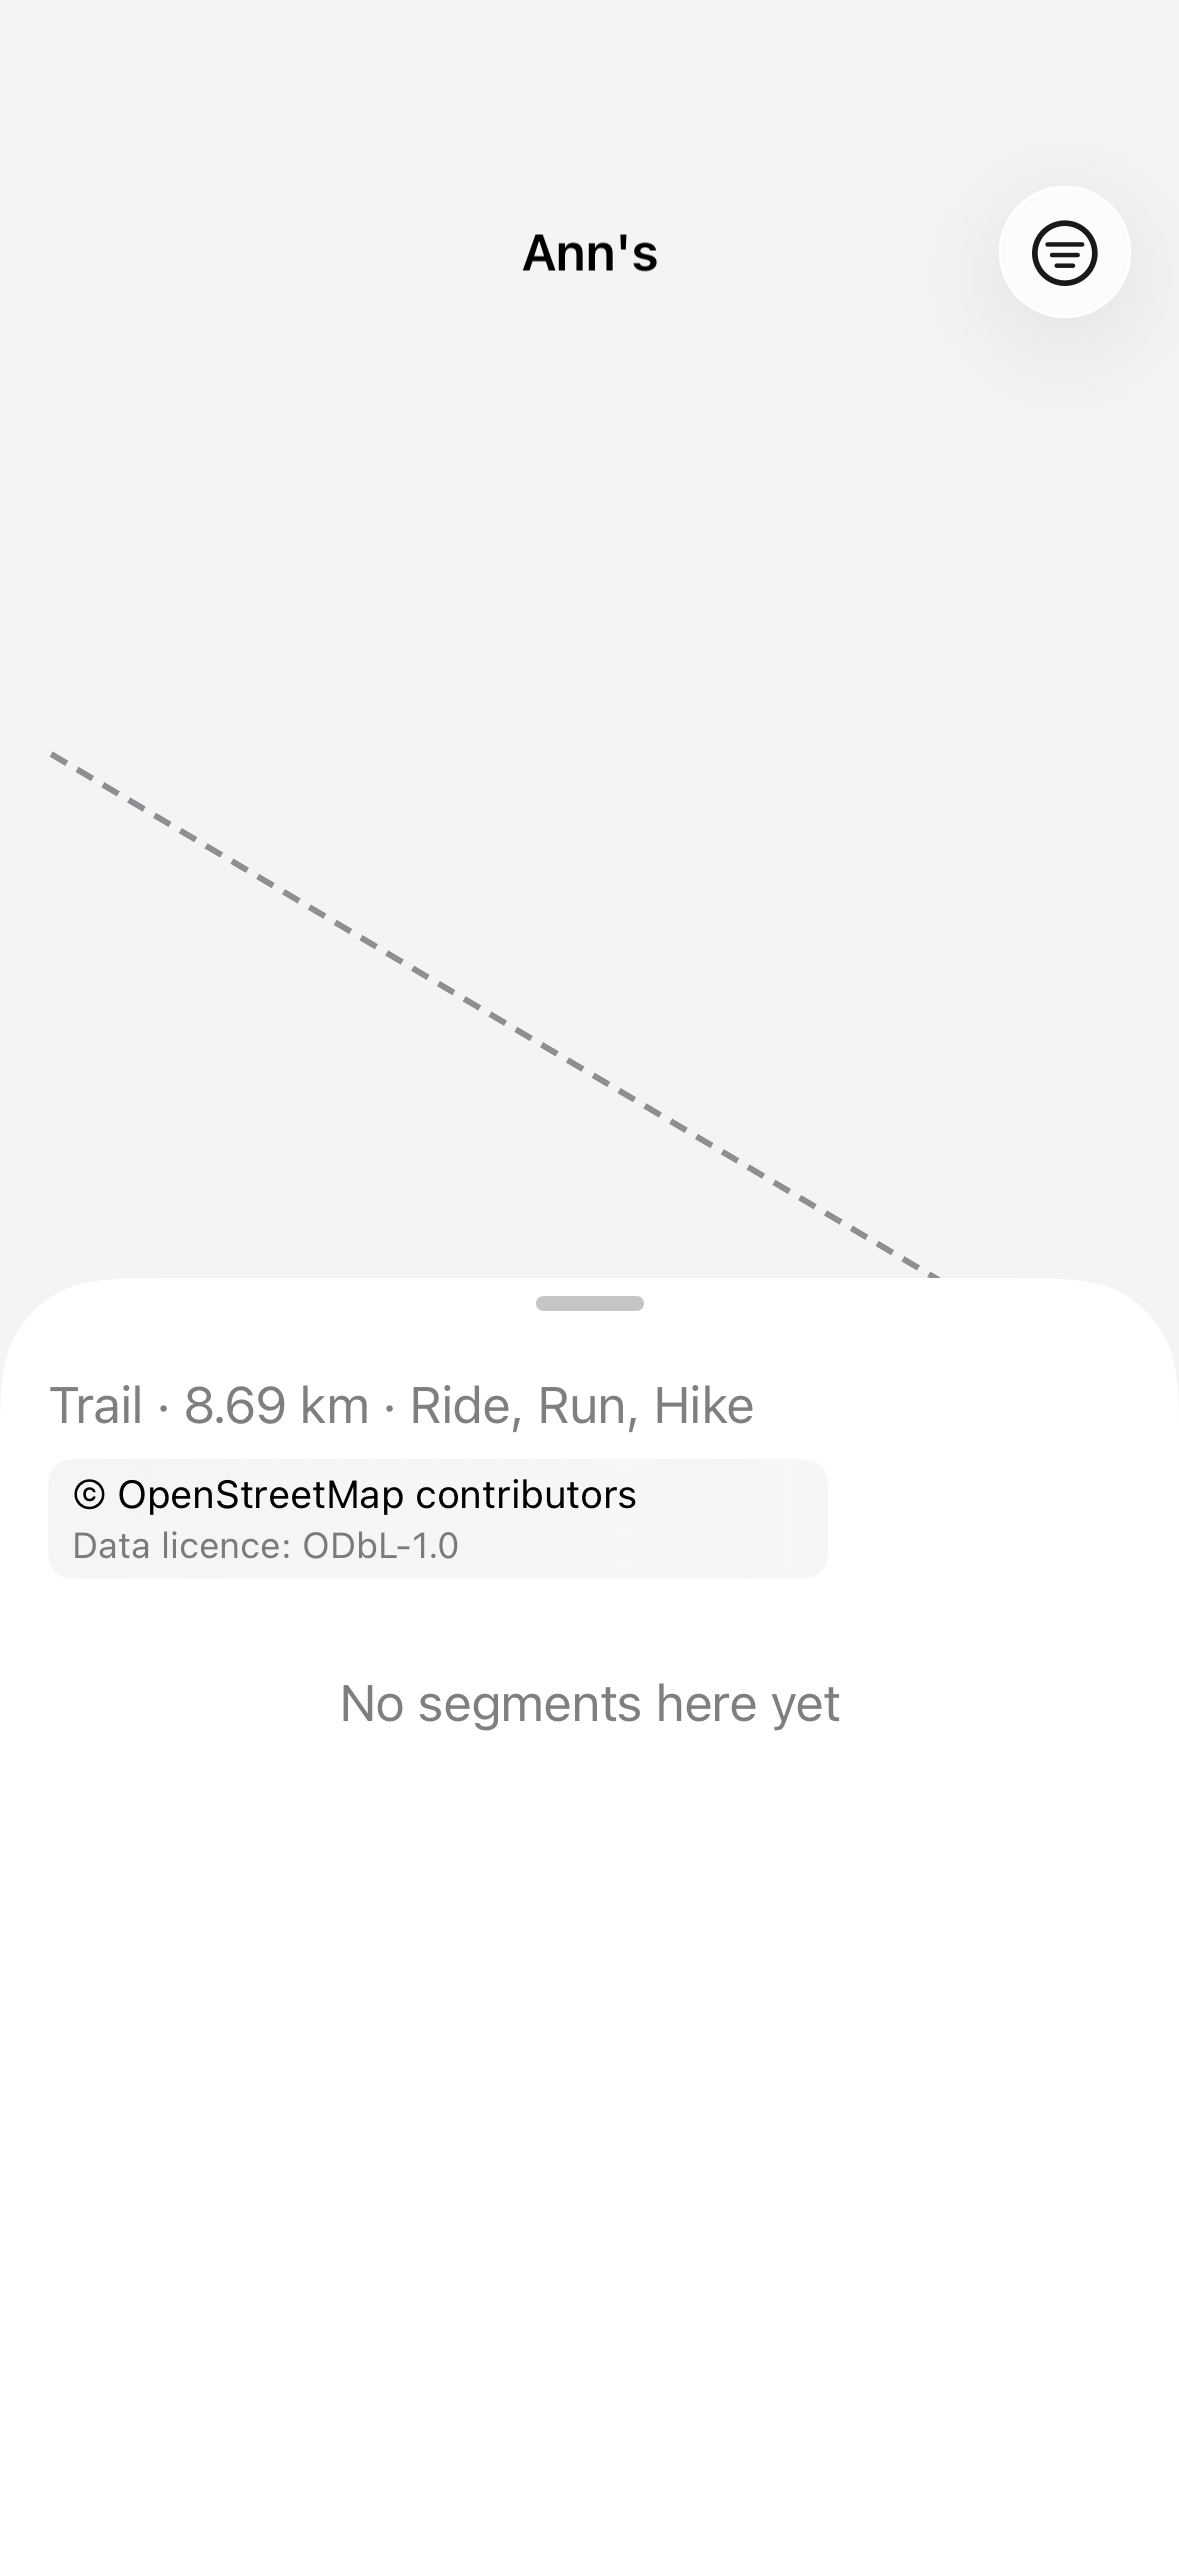 Ann's
Trail · 8.69 km · Ride, Run, Hike
© OpenStreetMap contributors
Data licence: ODbL-1.0
No segments here yet